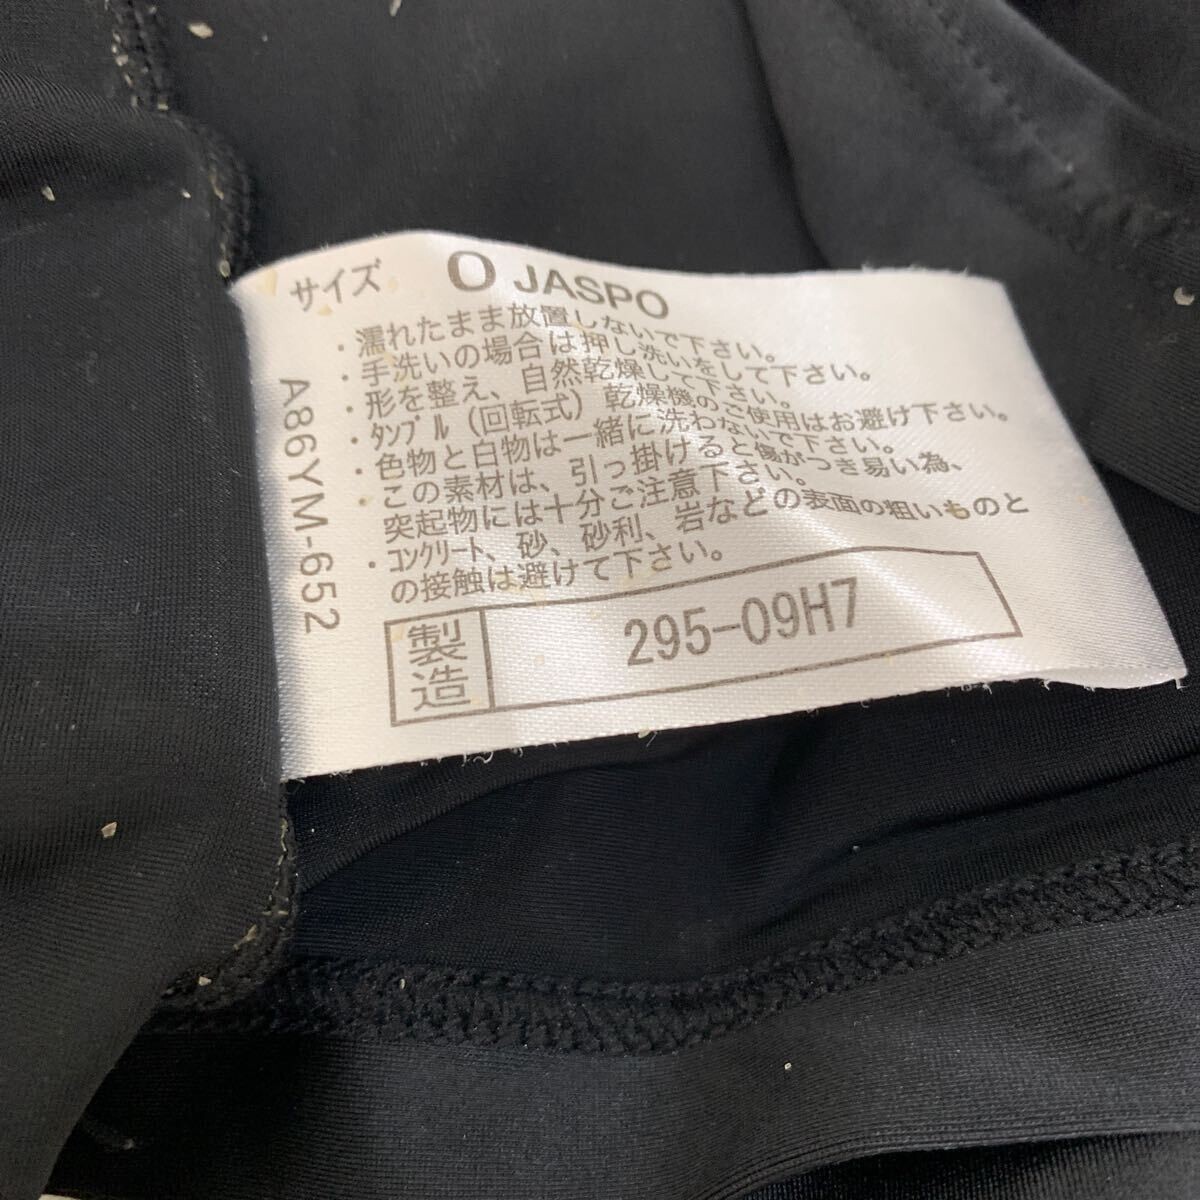 サイズ O JASPO
・濡れたまま放置しないで下さい。
・手洗いの場合は押し洗いをして下さい。
・形を整え、自然乾燥して下さい。
・タンブル（回転式）乾燥機のご使用はお避け下さい。
・色物と白物は一緒に洗わないで下さい。
・この素材は、引っ掛けると傷がつき易い為、
突起物には十分ご注意下さい。
・コンクリート、砂、砂利、岩などの表面の粗いものと
の接触は避けて下さい。
製造 295-09H7
A86YM-652